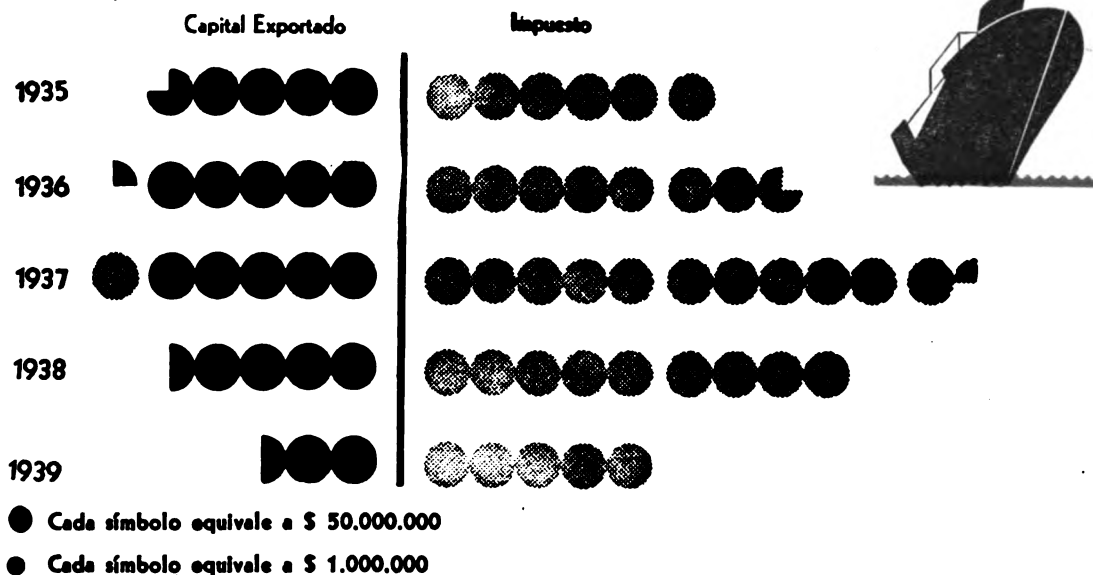 Capital Exportado Impuesto
1935
1936
1937
1938
1939
Cada símbolo equivale a $ 50.000.000
Cada símbolo equivale a $ 1.000.000